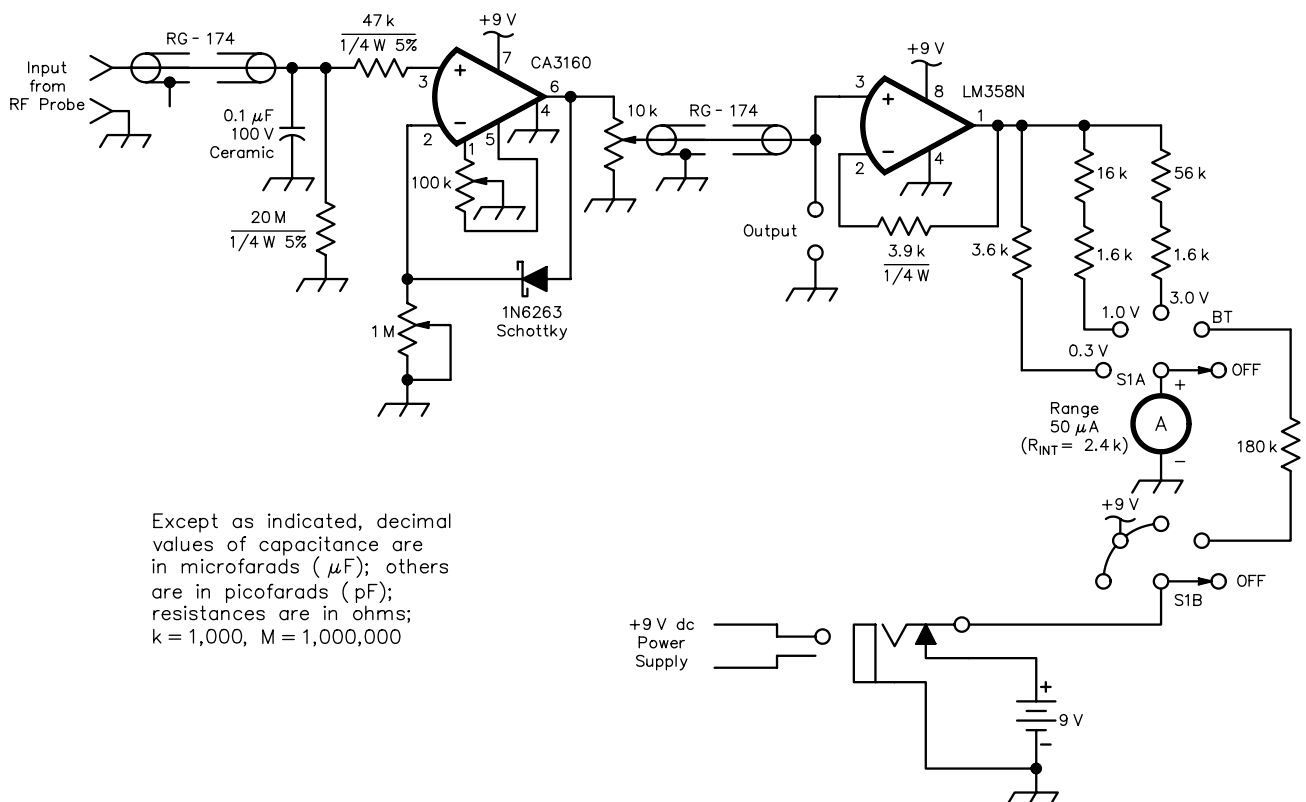 RG-174
Input
from
RF Probe
0.1 μF
100 V
Ceramic
20 M
1/4 W 5%
47 k
1/4 W 5%
+9 V
CA3160
3
2
7
6
4
5
1
+
−
100 k
1 M
1N6263
Schottky
10 k
RG-174
Output
+9 V
LM358N
3
2
8
1
4
+
−
3.9 k
1/4 W
3.6 k
16 k
1.6 k
56 k
1.6 k
0.3 V
1.0 V
3.0 V
BT
S1A
OFF
Range
50 μA
(RINT = 2.4 k)
+
A
−
180 k
+9 V
S1B
OFF
+9 V dc
Power
Supply
+
9 V
−
Except as indicated, decimal
values of capacitance are
in microfarads ( μF); others
are in picofarads ( pF);
resistances are in ohms;
k = 1,000, M = 1,000,000